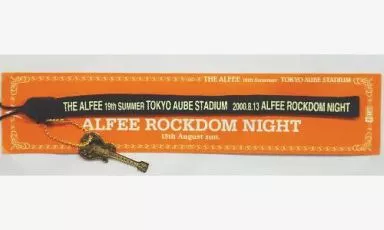 THE ALFEE 19th Summer TOKYO AUBE STADIUM
THE ALFEE 19th SUMMER TOKYO AUBE STADIUM 2000.8.13 ALFEE ROCKDOM NIGHT
ALFEE ROCKDOM NIGHT
13th August sun.